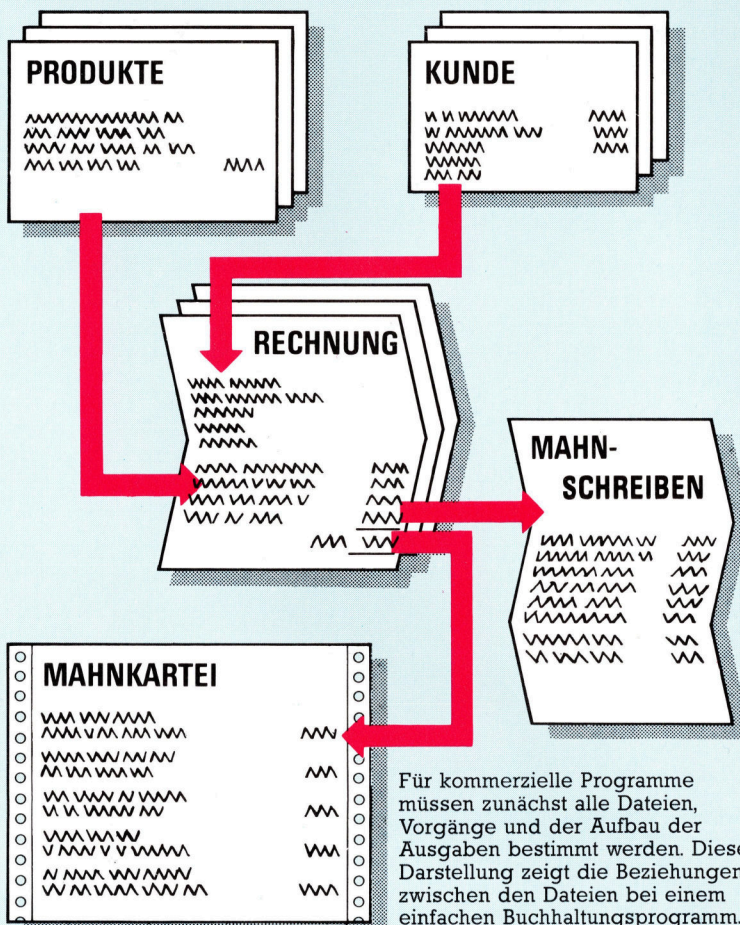 PRODUKTE
KUNDE
RECHNUNG
MAHN-
SCHREIBEN
MAHNKARTEI
Für kommerzielle Programme
müssen zunächst alle Dateien,
Vorgänge und der Aufbau der
Ausgaben bestimmt werden. Diese
Darstellung zeigt die Beziehungen
zwischen den Dateien bei einem
einfachen Buchhaltungsprogramm.